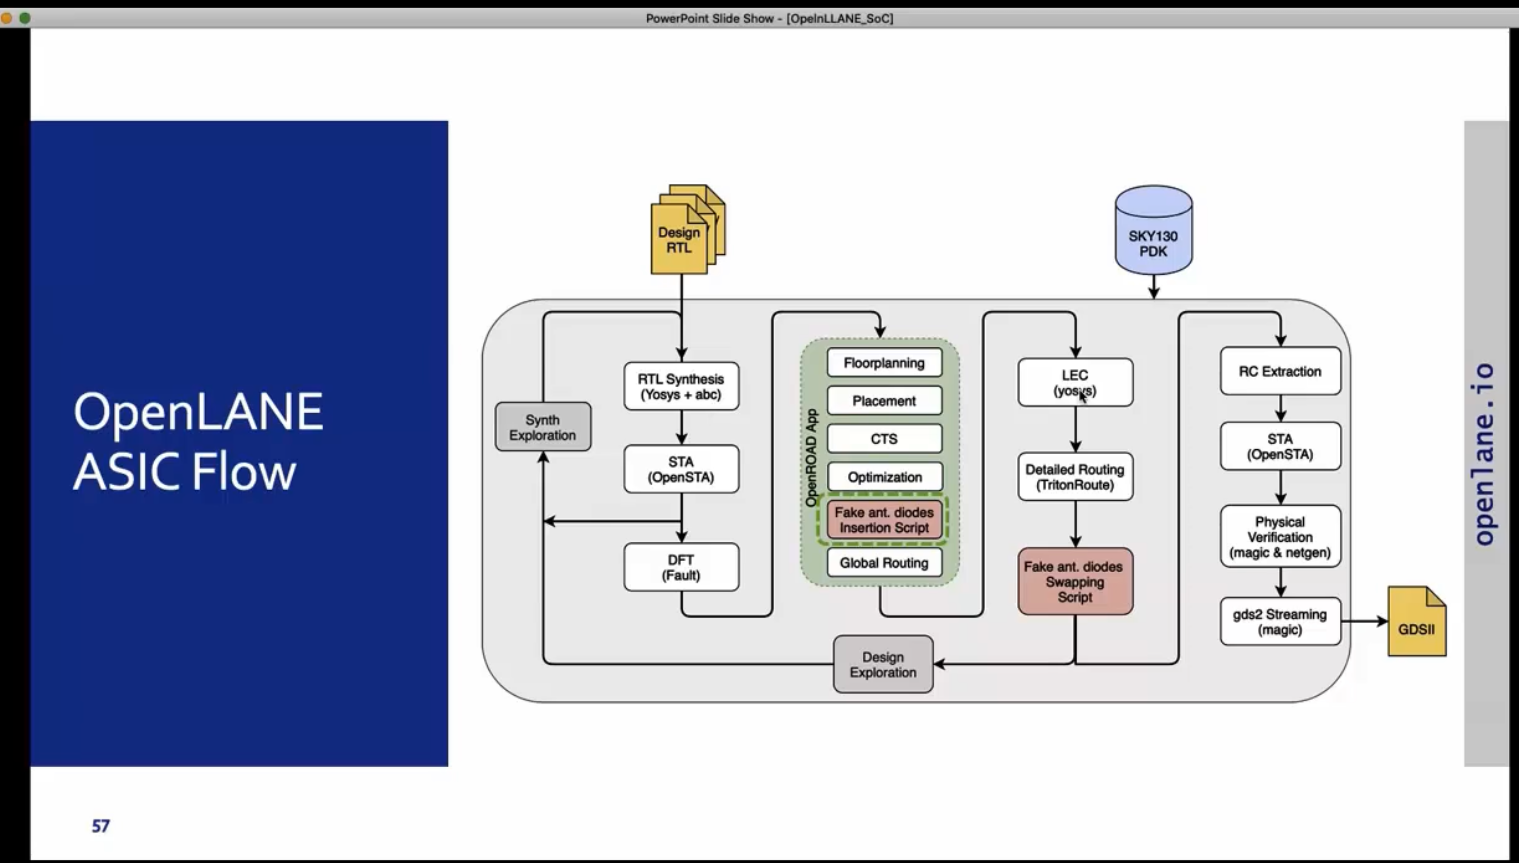 PowerPoint Slide Show - [OpelnLLANE_SoC]
OpenLANE
ASIC Flow
57
Design
RTL
SKY130
PDK
Synth
Exploration
RTL Synthesis
(Yosys + abc)
STA
(OpenSTA)
DFT
(Fault)
OpenROAD App
Floorplanning
Placement
CTS
Optimization
Fake ant. diodes
Insertion Script
Global Routing
Design
Exploration
LEC
(yosys)
Detailed Routing
(TritonRoute)
Fake ant. diodes
Swapping
Script
RC Extraction
STA
(OpenSTA)
Physical
Verification
(magic & netgen)
gds2 Streaming
(magic)
GDSII
openlane.io